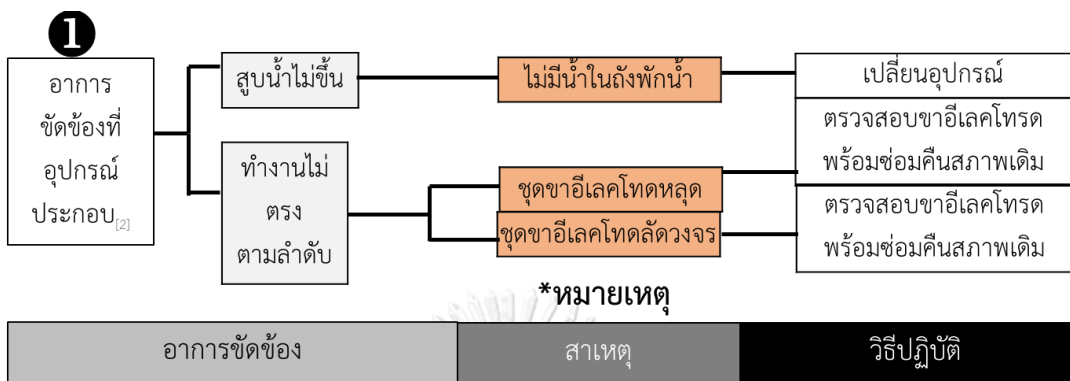 1
อาการ
ขัดข้องที่
อุปกรณ์
ประกอบ[2]
สูบน้ำไม่ขึ้น
ไม่มีน้ำในถังพักน้ำ
เปลี่ยนอุปกรณ์
ทำงานไม่
ตรง
ตามลำดับ
ชุดขาอีเลคโทดหลุด
ตรวจสอบขาอีเลคโทรด
พร้อมซ่อมคืนสภาพเดิม
ชุดขาอีเลคโทดลัดวงจร
ตรวจสอบขาอีเลคโทรด
พร้อมซ่อมคืนสภาพเดิม
*หมายเหตุ
อาการขัดข้อง
สาเหตุ
วิธีปฏิบัติ